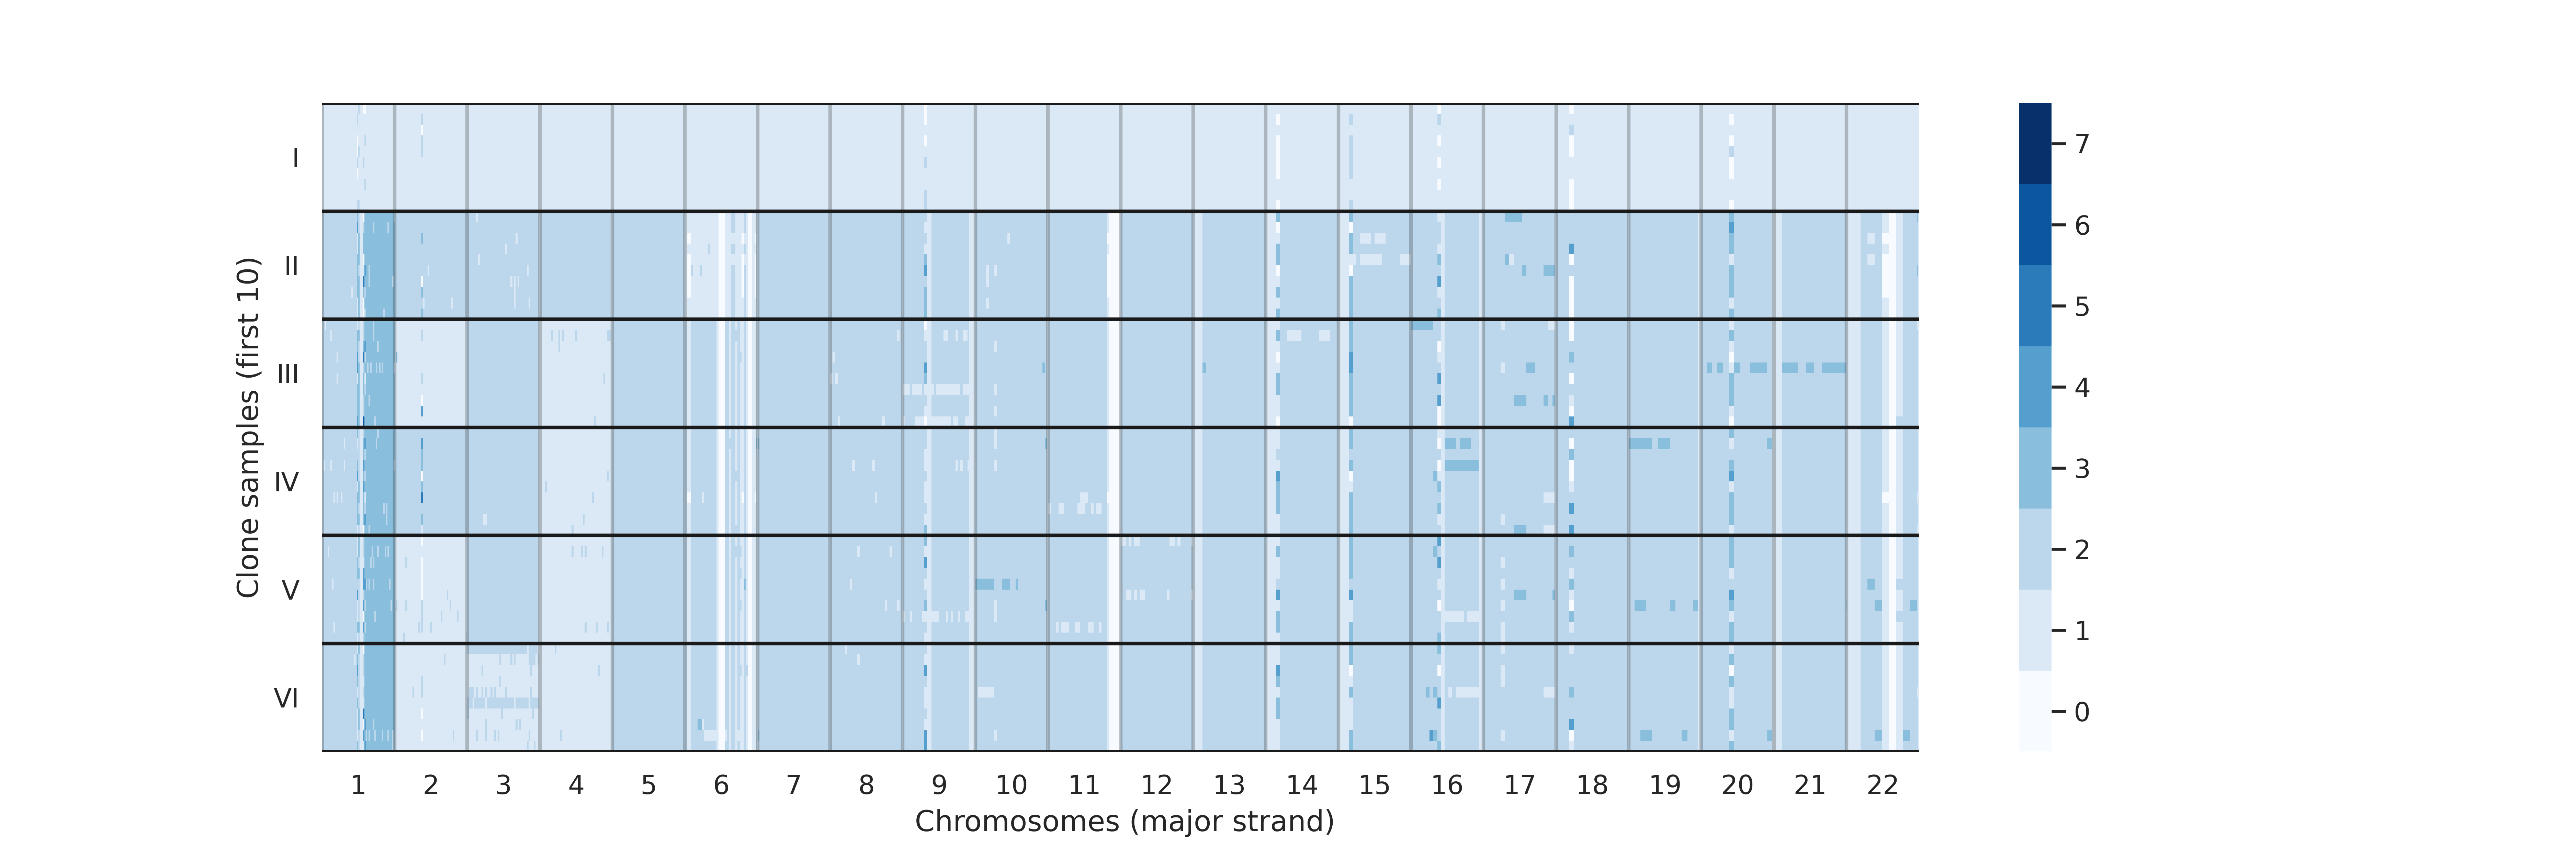 Clone samples (first 10)
I
II
III
IV
V
VI
1 2 3 4 5 6 7 8 9 10 11 12 13 14 15 16 17 18 19 20 21 22
Chromosomes (major strand)
7
6
5
4
3
2
1
0